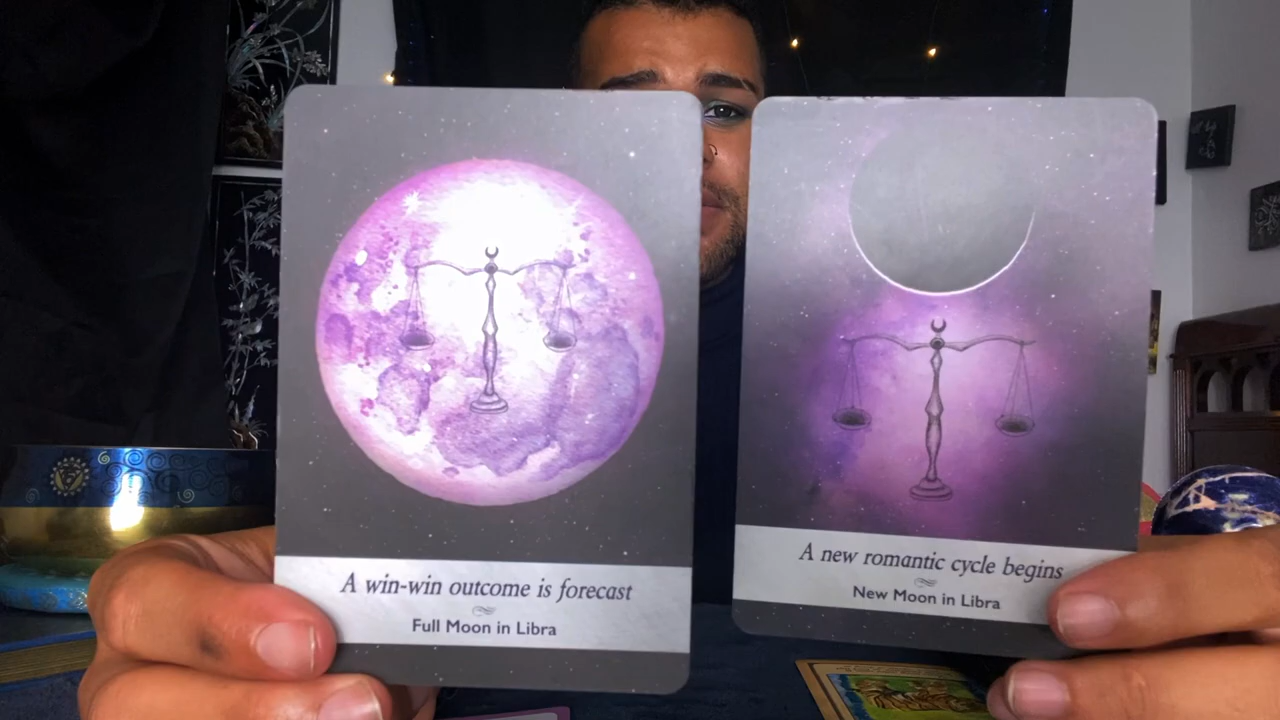 A win-win outcome is forecast
Full Moon in Libra
A new romantic cycle begins
New Moon in Libra